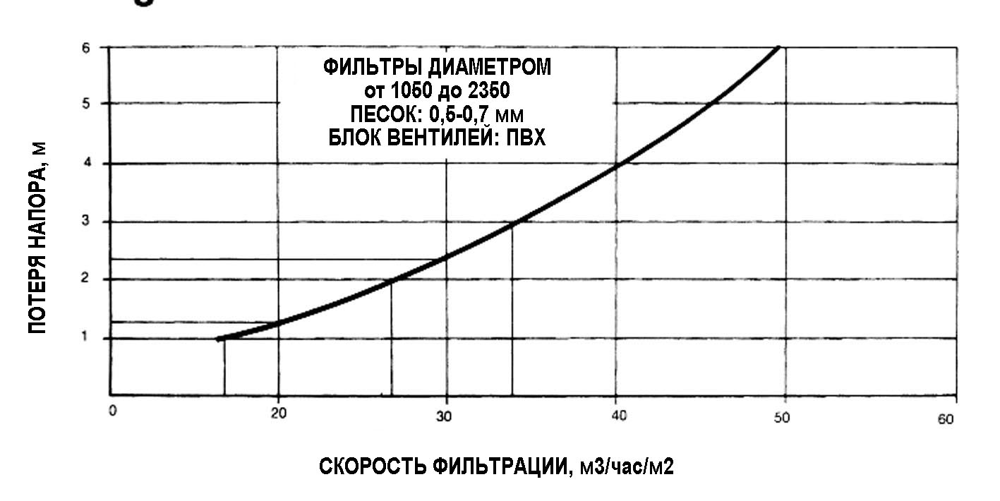 6
ФИЛЬТРЫ ДИАМЕТРОМ
от 1050 до 2350
5
ПЕСОК: 0,5-0,7 мм
БЛОК ВЕНТИЛЕЙ: ПВХ
4
3
2
1
ПОТЕРЯ НАПОРА, м
0 20 30 40 50 60
СКОРОСТЬ ФИЛЬТРАЦИИ, м3/час/м2